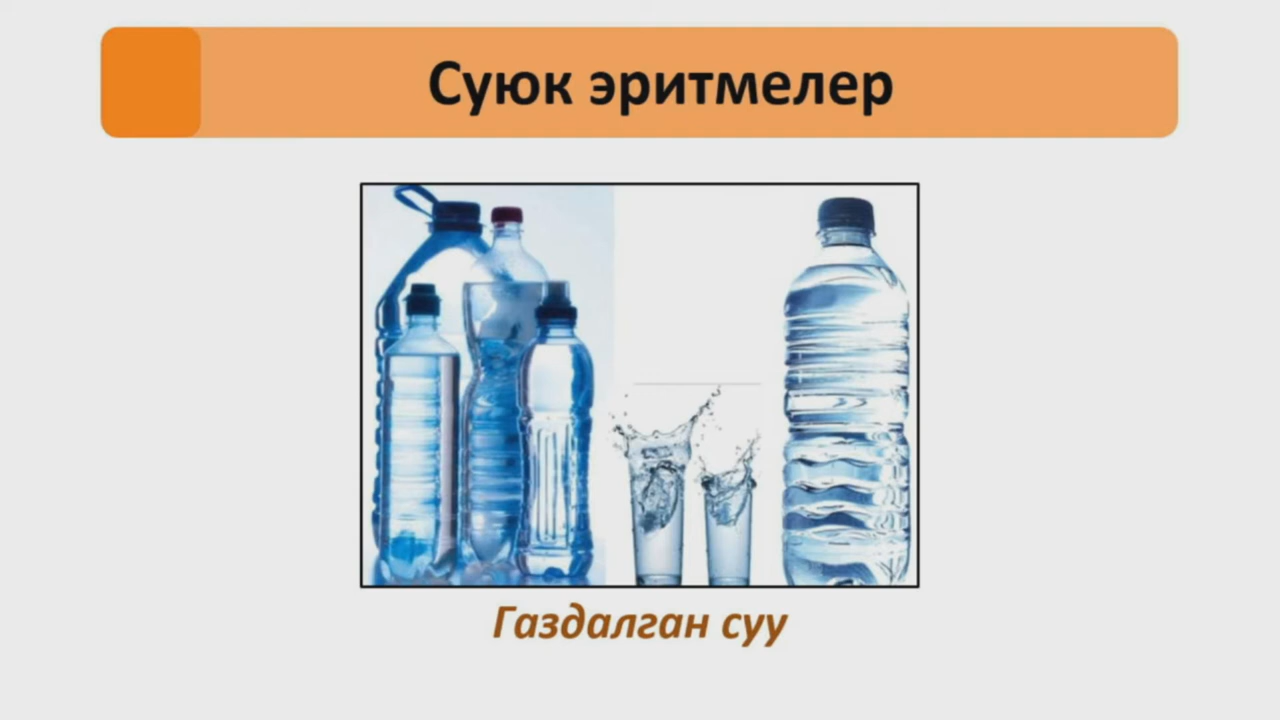 Суюк эритмелер
Газдалган суу